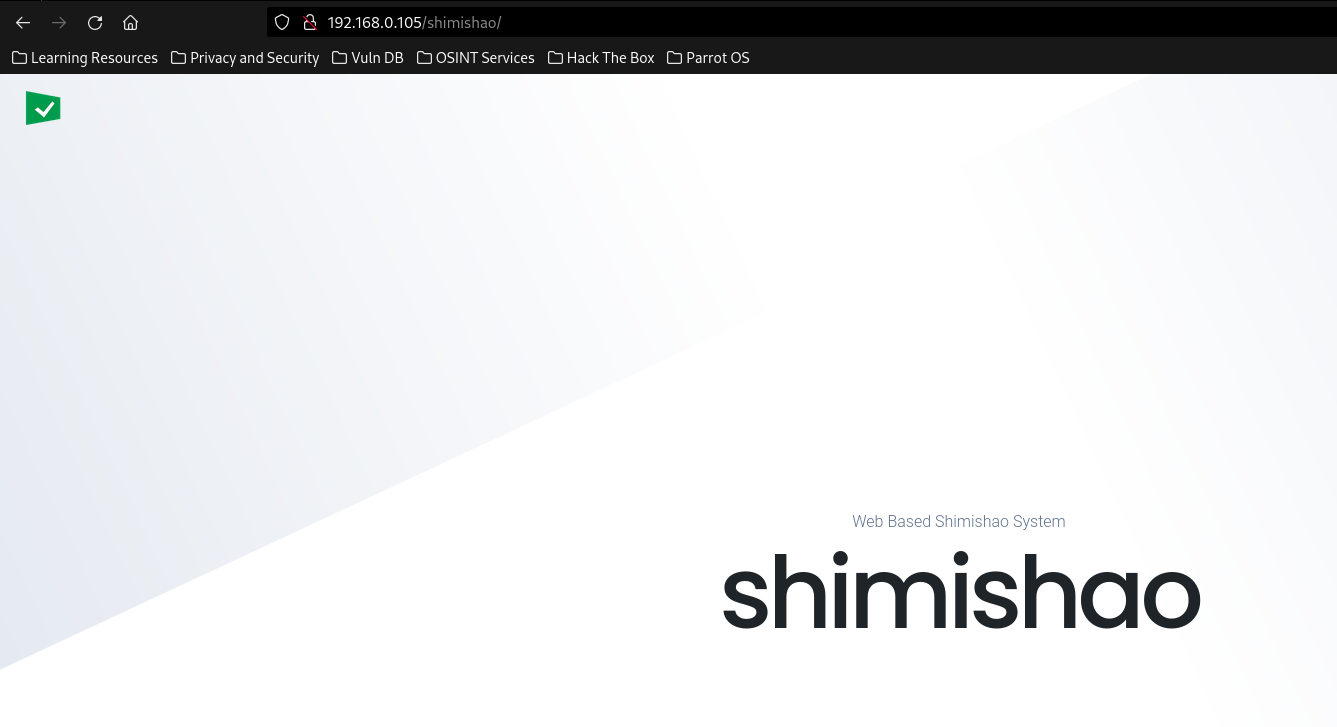 192.168.0.105/shimishao/
Learning Resources Privacy and Security Vuln DB OSINT Services Hack The Box Parrot OS
Web Based Shimishao System
shimishao